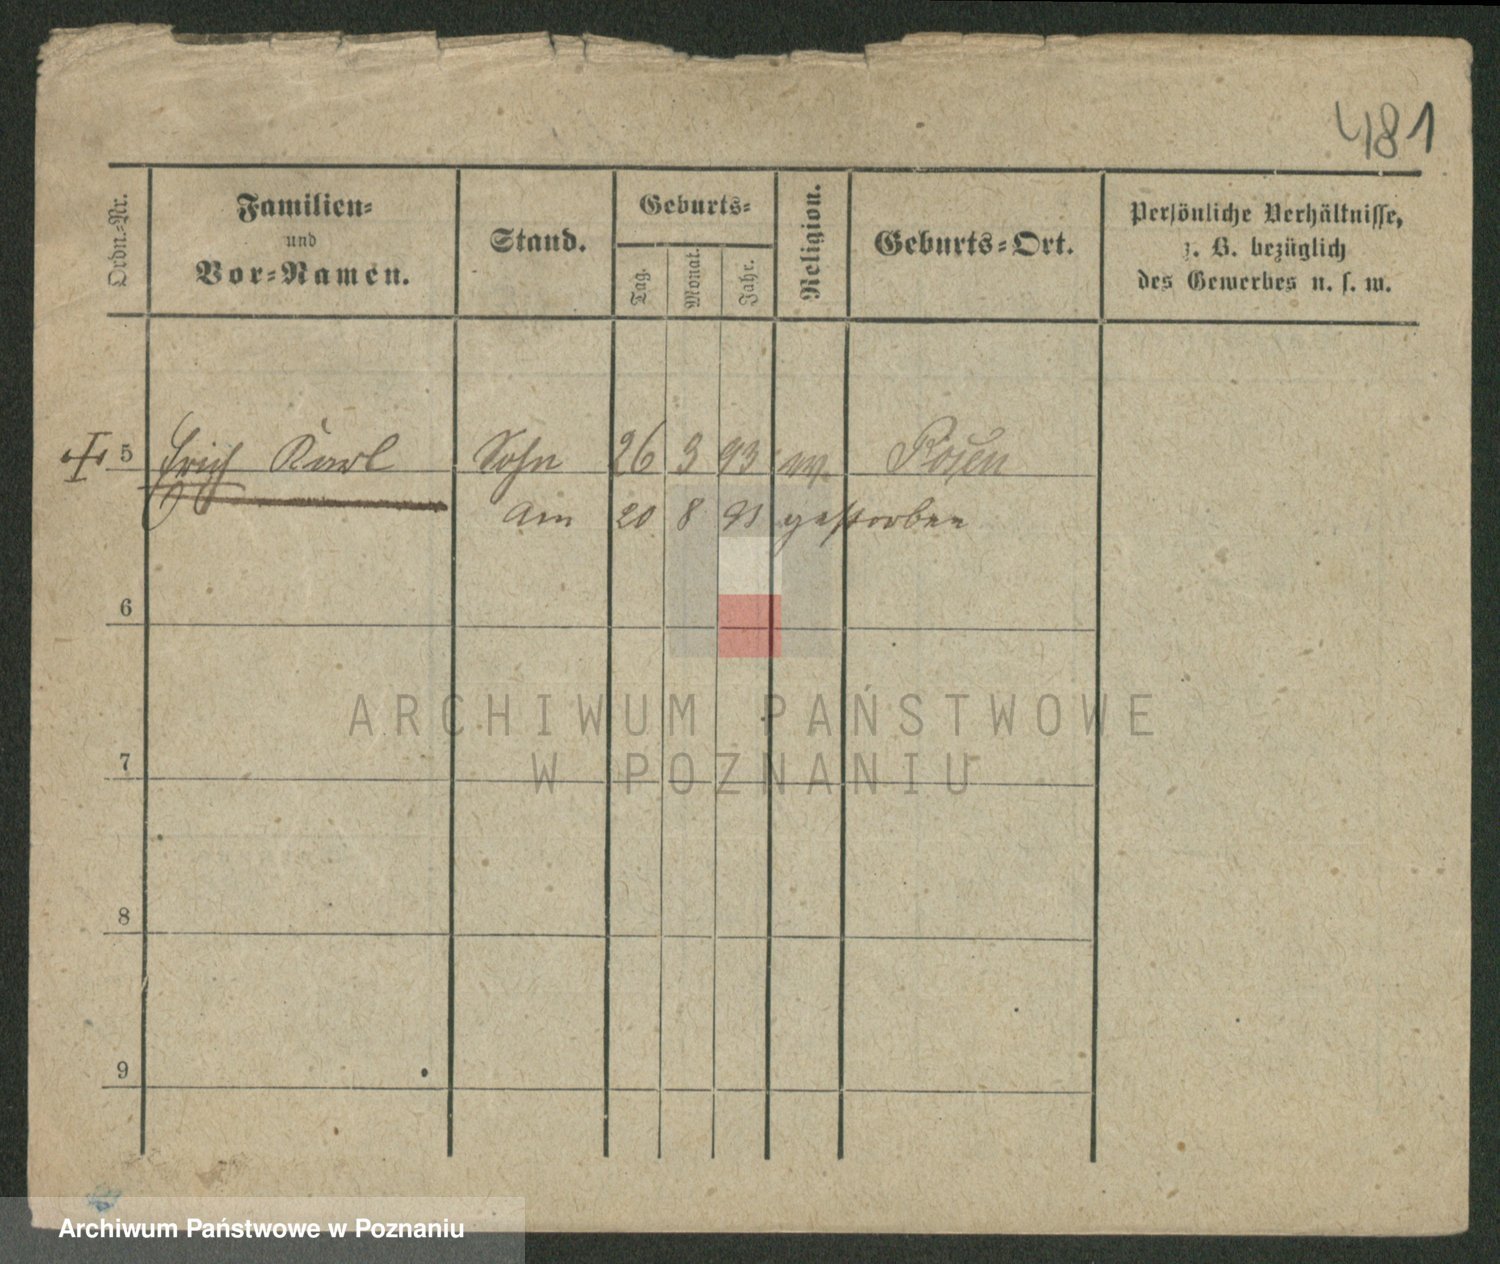 481
Ordn.-Nr.
Familien-
und
Vor-Namen.
Stand.
Geburts-
Tag.
Monat.
Jahr.
Religion.
Geburts-Ort.
Persönliche Verhältnisse,
z. B. bezüglich
des Gewerbes u. s. w.
5 Erich Karl Sohn 26 3 93 Posen
am 20 8 93 gestorben
6
7
8
9
ARCHIWUM PAŃSTWOWE
W POZNANIU
Archiwum Państwowe w Poznaniu